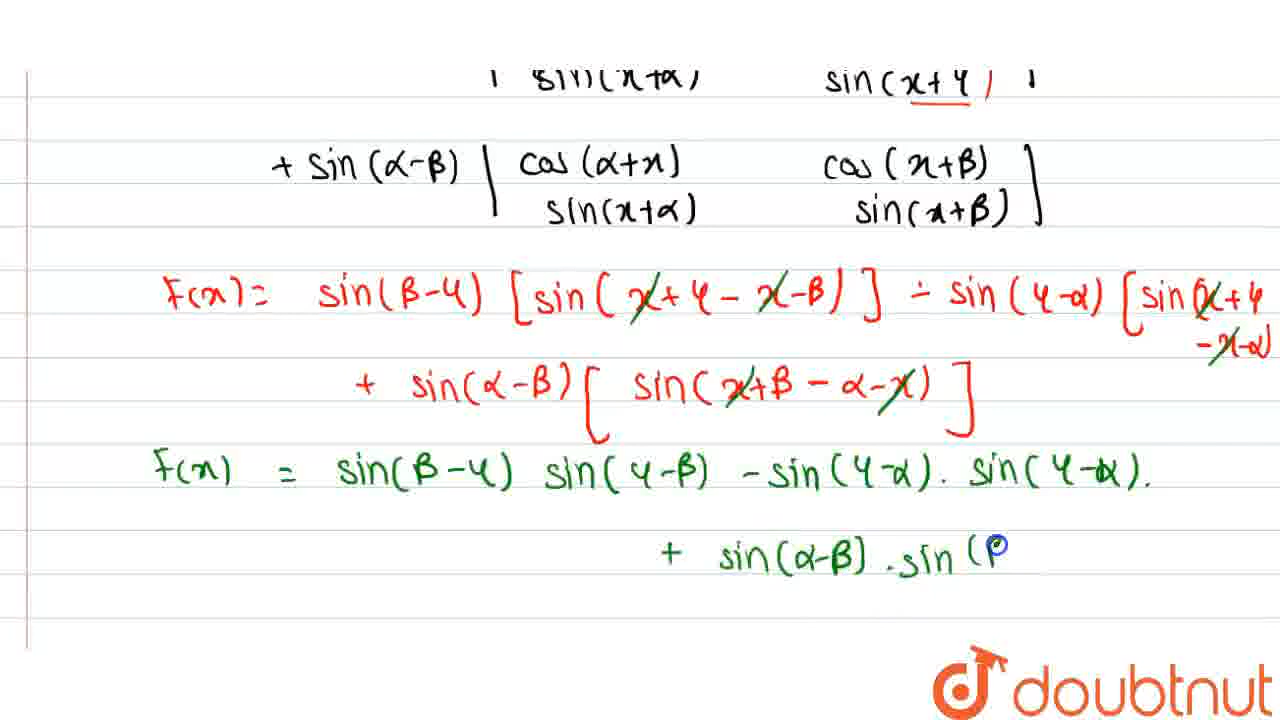 | sin(x+α) sin(x+γ) |
+ sin(α-β) | cos(α+x) cos(x+β) |
sin(x+α) sin(x+β)
F(x) = sin(β-γ) [sin(x+γ-x-β)] - sin(γ-α) [sin(x+γ
-x-α)
+ sin(α-β) [sin(x+β-α-x)]
F(x) = sin(β-γ) sin(γ-β) -sin(γ-α). sin(γ-α).
+ sin(α-β) . sin(
doubtnut